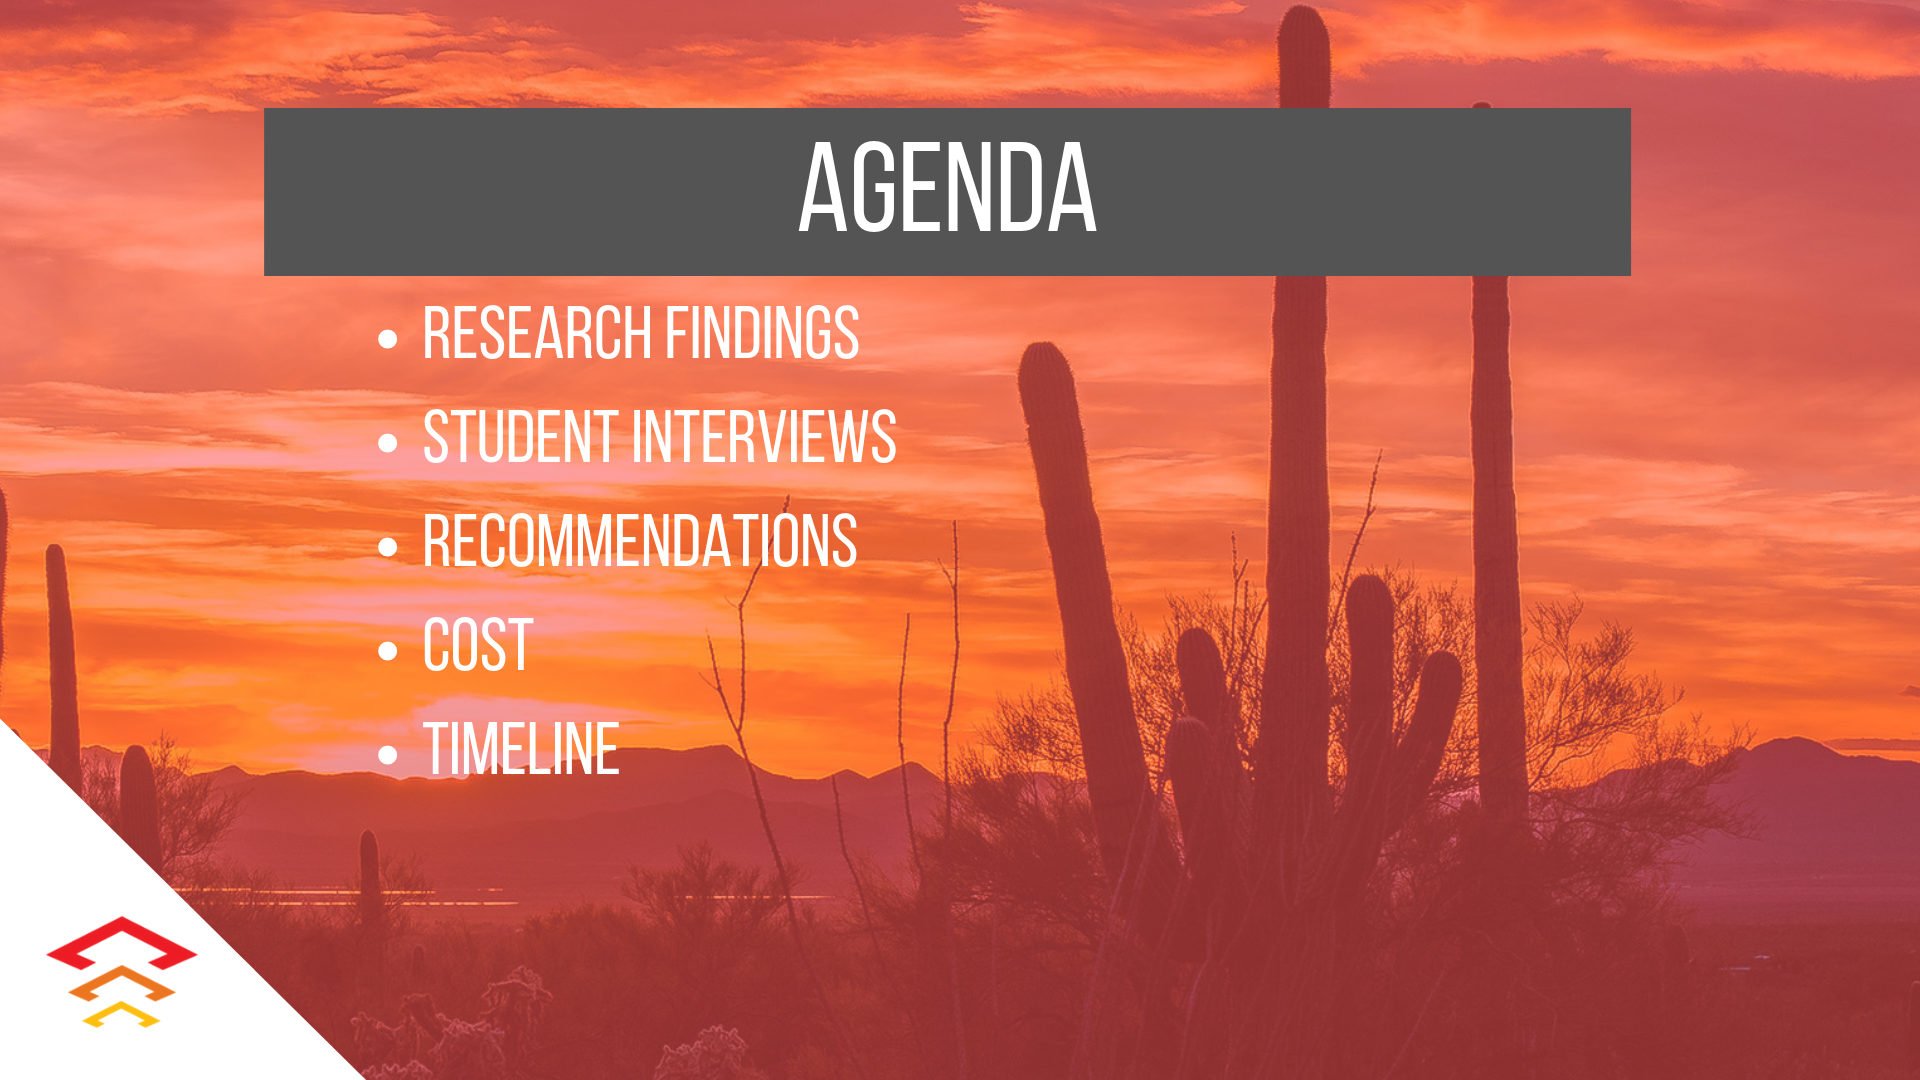 AGENDA
• RESEARCH FINDINGS
• STUDENT INTERVIEWS
• RECOMMENDATIONS
• COST
• TIMELINE